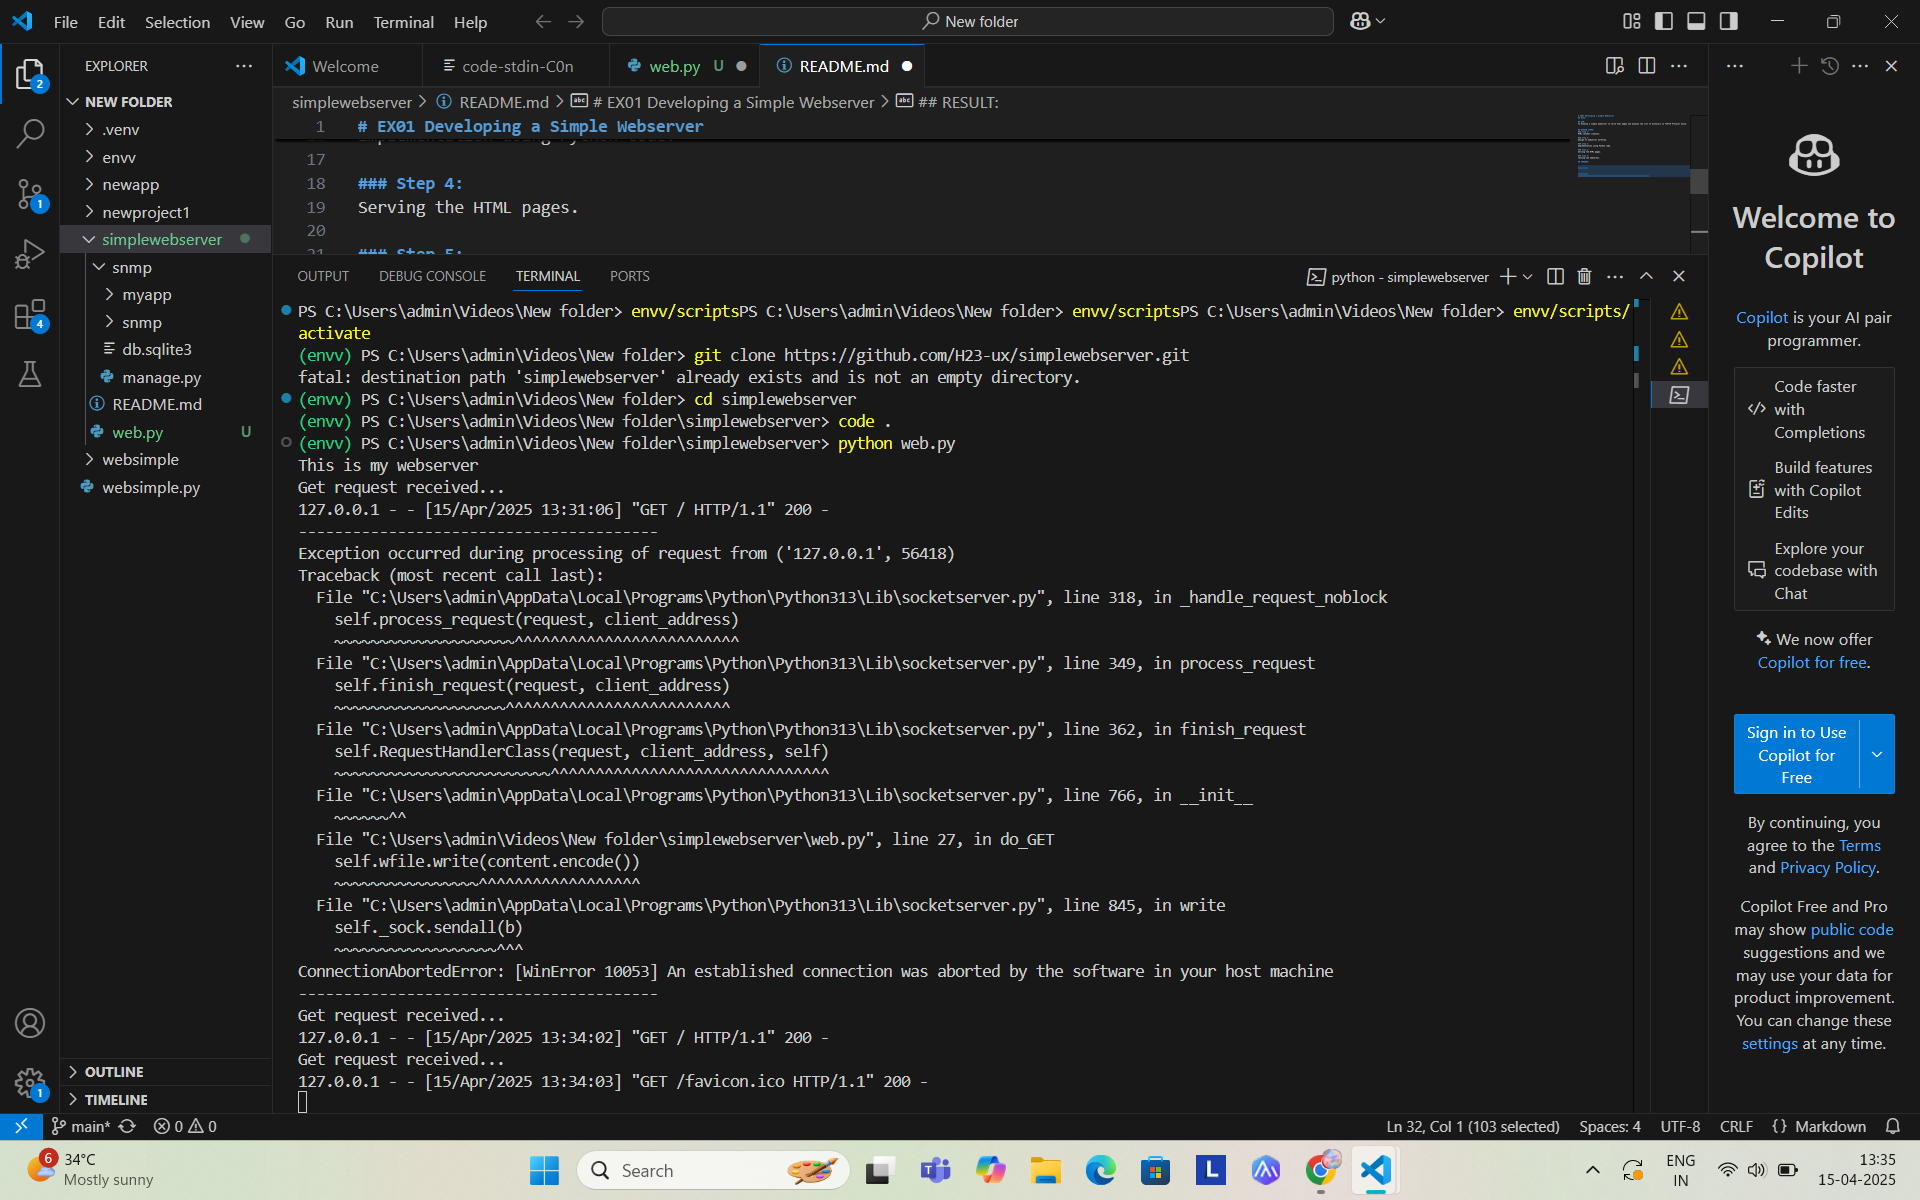 File Edit Selection View Go Run Terminal Help
New folder
EXPLORER
NEW FOLDER
.venv
envv
newapp
newproject1
simplewebserver
snmp
myapp
snmp
db.sqlite3
manage.py
README.md
web.py U
websimple
websimple.py
OUTLINE
TIMELINE
2
1
4
1
Welcome
code-stdin-C0n
web.py U
README.md
simplewebserver > README.md > # EX01 Developing a Simple Webserver > ## RESULT:
1 # EX01 Developing a Simple Webserver
17
18 ### Step 4:
19 Serving the HTML pages.
20
21 ### Step 5:
OUTPUT DEBUG CONSOLE TERMINAL PORTS
python - simplewebserver
PS C:\Users\admin\Videos\New folder> envv/scriptsPS C:\Users\admin\Videos\New folder> envv/scriptsPS C:\Users\admin\Videos\New folder> envv/scripts/
activate
(envv) PS C:\Users\admin\Videos\New folder> git clone https://github.com/H23-ux/simplewebserver.git
fatal: destination path 'simplewebserver' already exists and is not an empty directory.
(envv) PS C:\Users\admin\Videos\New folder> cd simplewebserver
(envv) PS C:\Users\admin\Videos\New folder\simplewebserver> code .
(envv) PS C:\Users\admin\Videos\New folder\simplewebserver> python web.py
This is my webserver
Get request received...
127.0.0.1 - - [15/Apr/2025 13:31:06] "GET / HTTP/1.1" 200 -
----------------------------------------
Exception occurred during processing of request from ('127.0.0.1', 56418)
Traceback (most recent call last):
File "C:\Users\admin\AppData\Local\Programs\Python\Python313\Lib\socketserver.py", line 318, in _handle_request_noblock
self.process_request(request, client_address)
~~~~~~~~~~~~~~~~~~~~^^^^^^^^^^^^^^^^^^^^^^^^^
File "C:\Users\admin\AppData\Local\Programs\Python\Python313\Lib\socketserver.py", line 349, in process_request
self.finish_request(request, client_address)
~~~~~~~~~~~~~~~~~~~^^^^^^^^^^^^^^^^^^^^^^^^^
File "C:\Users\admin\AppData\Local\Programs\Python\Python313\Lib\socketserver.py", line 362, in finish_request
self.RequestHandlerClass(request, client_address, self)
~~~~~~~~~~~~~~~~~~~~~~~~^^^^^^^^^^^^^^^^^^^^^^^^^^^^^^^
File "C:\Users\admin\AppData\Local\Programs\Python\Python313\Lib\socketserver.py", line 766, in __init__
~~~~~~^^
File "C:\Users\admin\Videos\New folder\simplewebserver\web.py", line 27, in do_GET
self.wfile.write(content.encode())
~~~~~~~~~~~~~~~~^^^^^^^^^^^^^^^^^^
File "C:\Users\admin\AppData\Local\Programs\Python\Python313\Lib\socketserver.py", line 845, in write
self._sock.sendall(b)
~~~~~~~~~~~~~~~~~~^^^
ConnectionAbortedError: [WinError 10053] An established connection was aborted by the software in your host machine
----------------------------------------
Get request received...
127.0.0.1 - - [15/Apr/2025 13:34:02] "GET / HTTP/1.1" 200 -
Get request received...
127.0.0.1 - - [15/Apr/2025 13:34:03] "GET /favicon.ico HTTP/1.1" 200 -
Welcome to
Copilot
Copilot is your AI pair
programmer.
Code faster
with
Completions
Build features
with Copilot
Edits
Explore your
codebase with
Chat
We now offer
Copilot for free.
Sign in to Use
Copilot for
Free
By continuing, you
agree to the Terms
and Privacy Policy.
Copilot Free and Pro
may show public code
suggestions and we
may use your data for
product improvement.
You can change these
settings at any time.
main* 0 0
Ln 32, Col 1 (103 selected) Spaces: 4 UTF-8 CRLF {} Markdown
6
34°C
Mostly sunny
Search
L
ENG
IN
13:35
15-04-2025